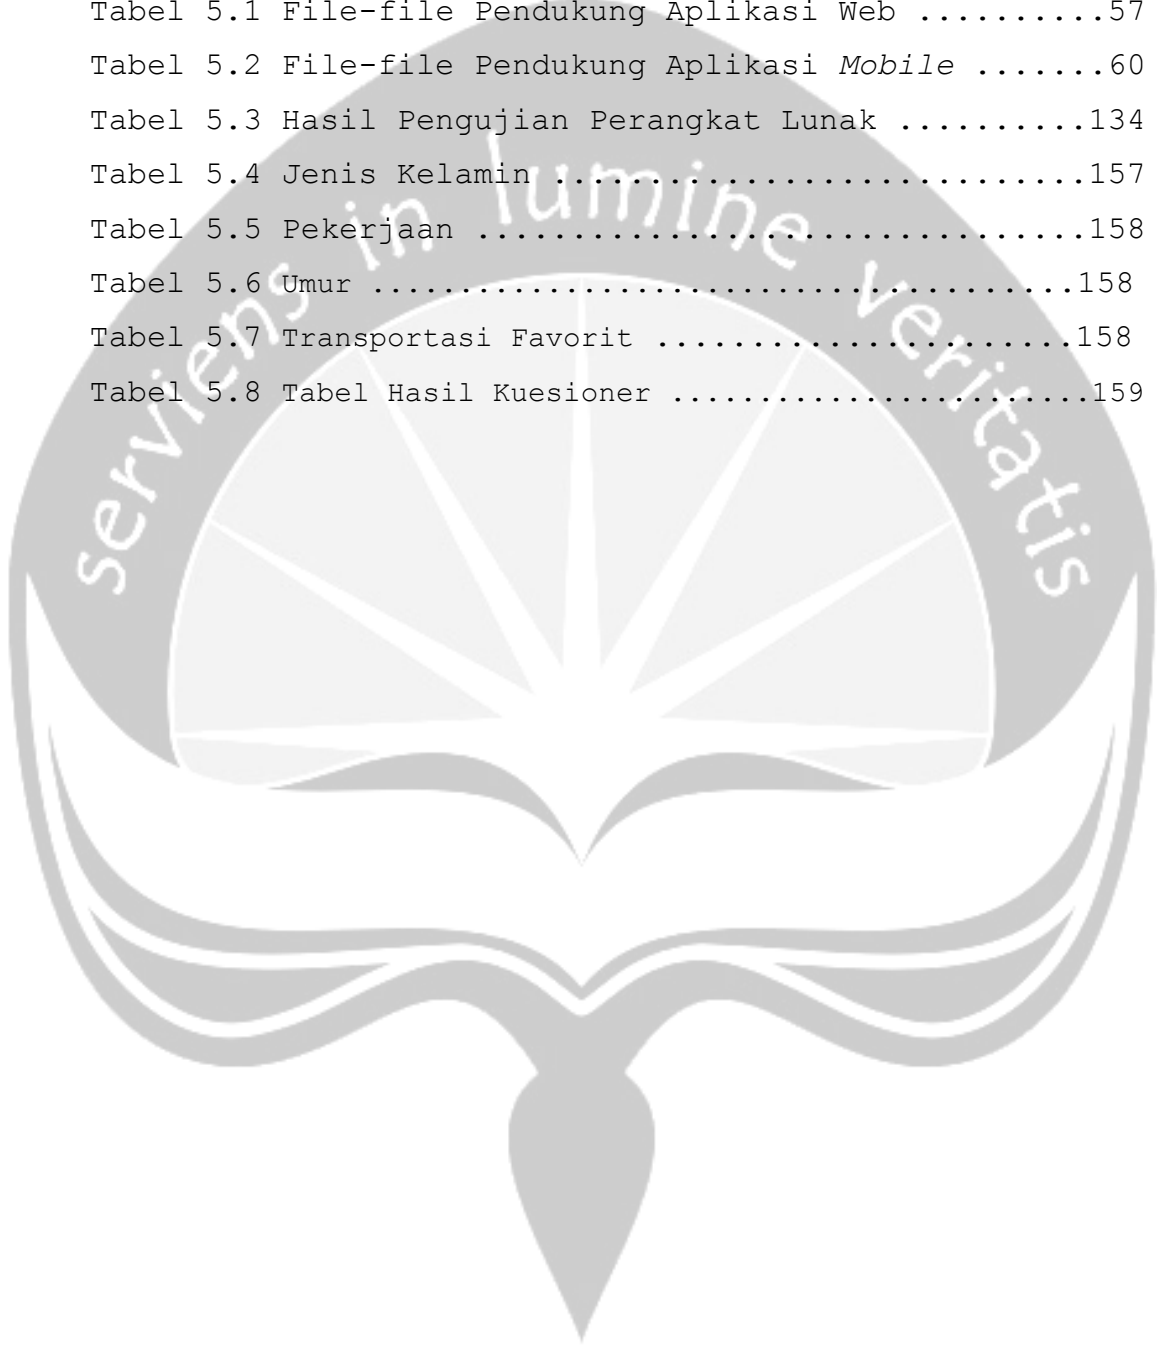 Tabel 5.1 File-file Pendukung Aplikasi Web ..........57
Tabel 5.2 File-file Pendukung Aplikasi Mobile .......60
Tabel 5.3 Hasil Pengujian Perangkat Lunak ..........134
Tabel 5.4 Jenis Kelamin ............................157
Tabel 5.5 Pekerjaan ................................158
Tabel 5.6 Umur ........................................158
Tabel 5.7 Transportasi Favorit ......................158
Tabel 5.8 Tabel Hasil Kuesioner ........................159
serviens in lumine veritatis